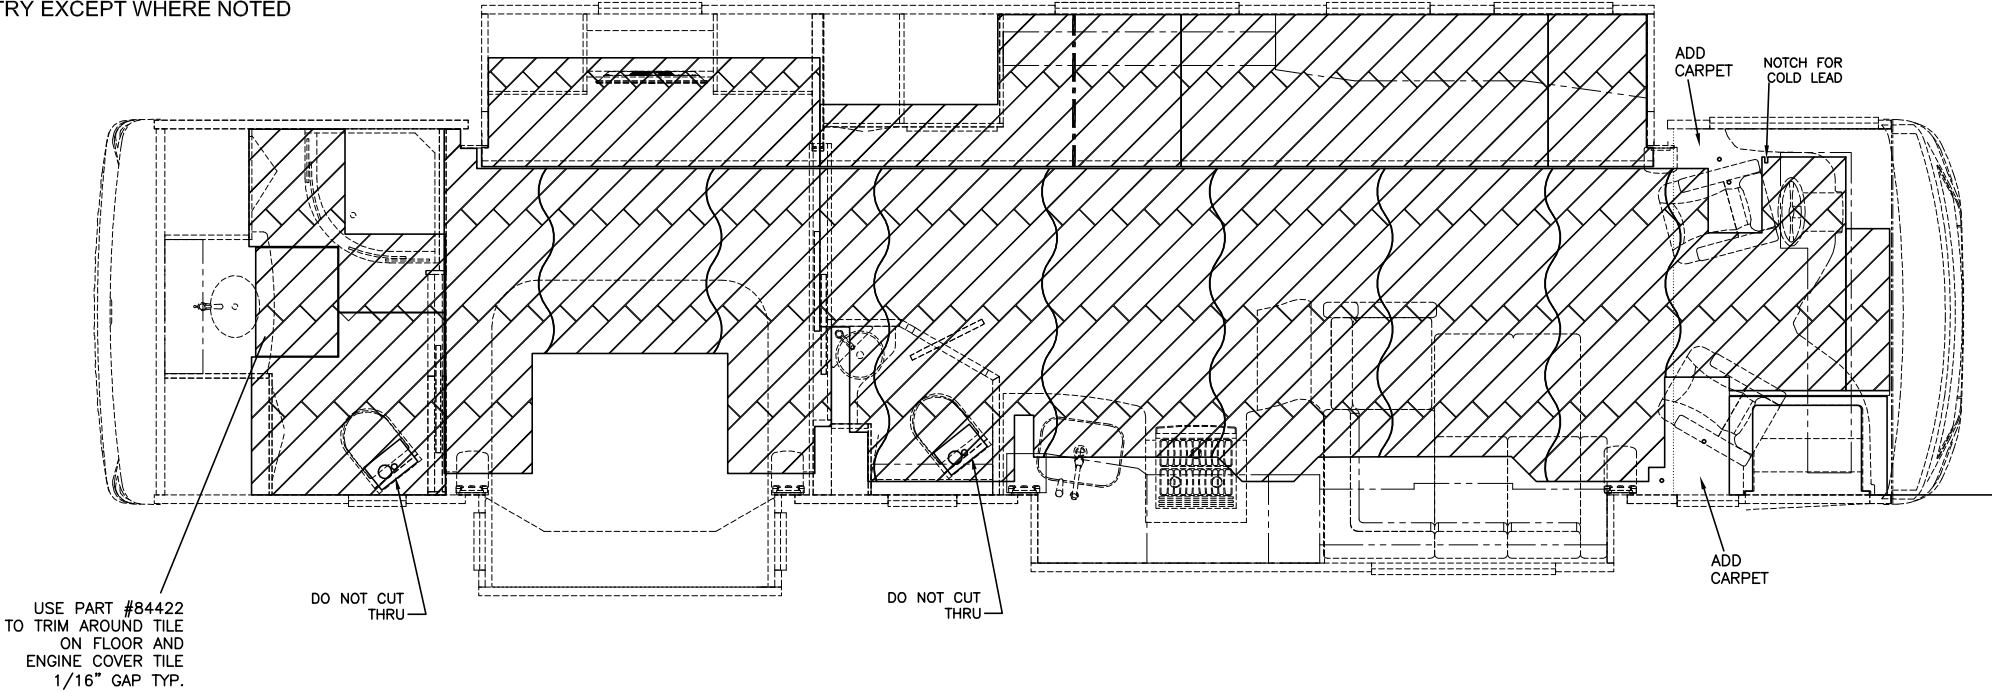 TRY EXCEPT WHERE NOTED
ADD
CARPET
NOTCH FOR
COLD LEAD
USE PART #84422
TO TRIM AROUND TILE
ON FLOOR AND
ENGINE COVER TILE
1/16" GAP TYP.
DO NOT CUT
THRU
DO NOT CUT
THRU
ADD
CARPET